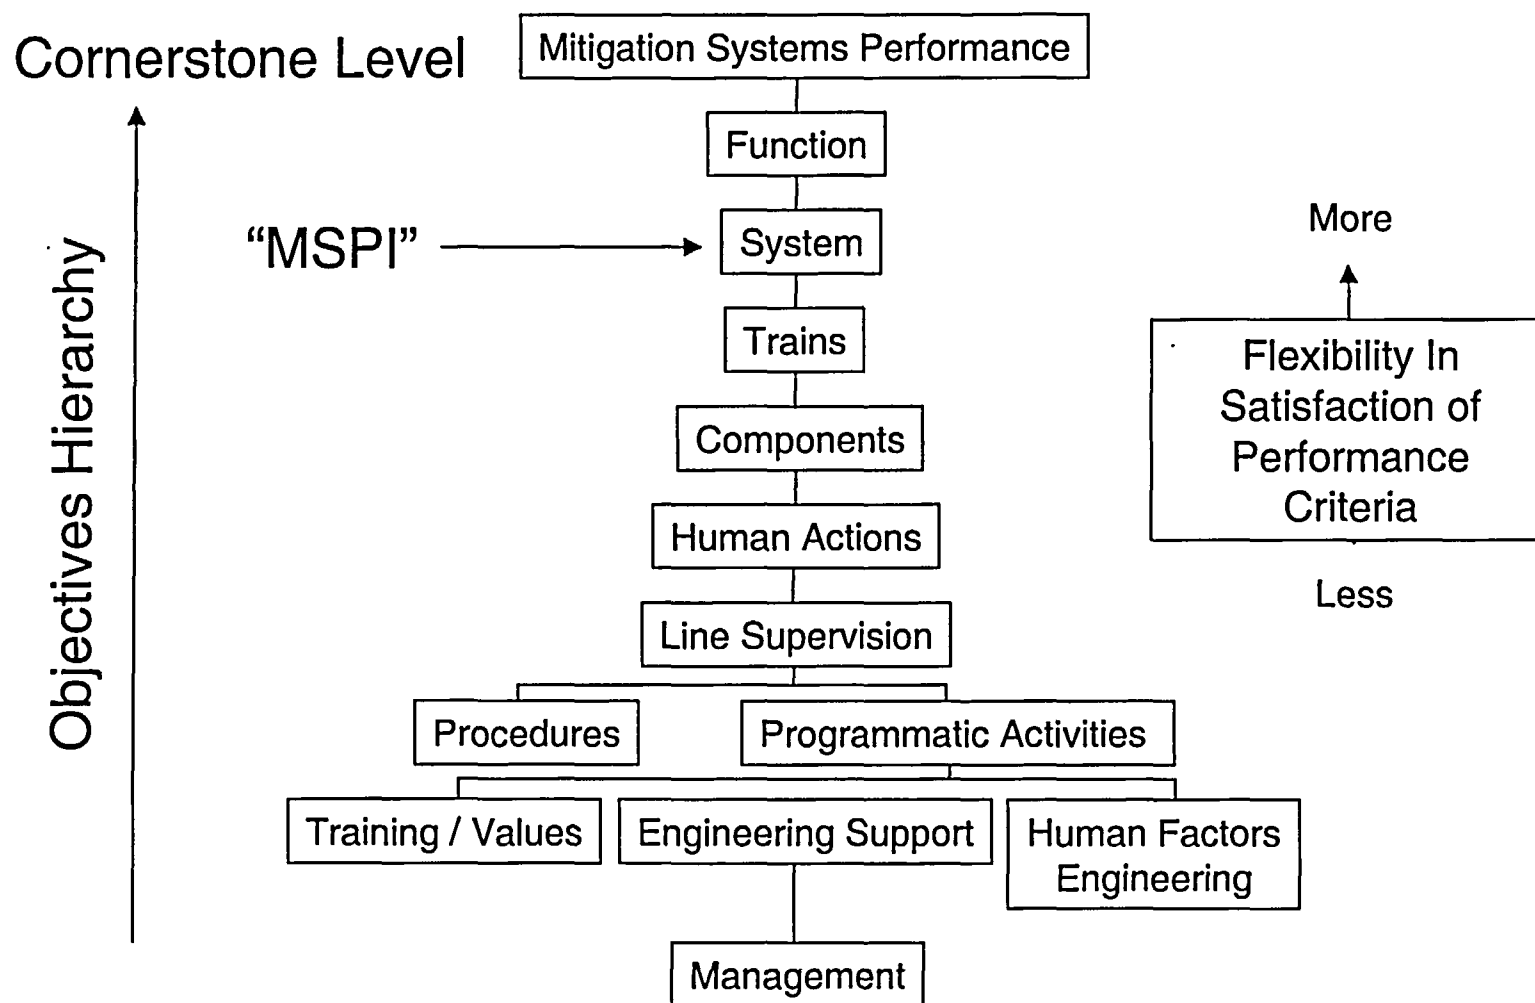 Cornerstone Level
Mitigation Systems Performance
Function
“MSPI”
System
Trains
Components
Human Actions
Line Supervision
Procedures
Programmatic Activities
Training / Values
Engineering Support
Human Factors
Engineering
Management
Objectives Hierarchy
More
Flexibility In
Satisfaction of
Performance
Criteria
Less